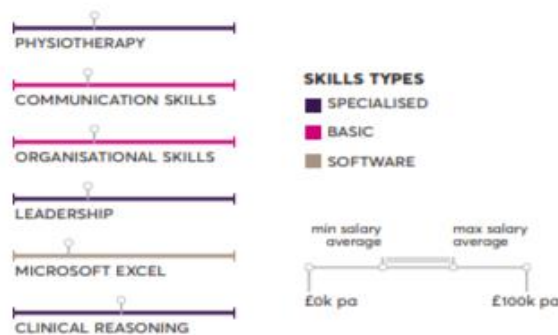 PHYSIOTHERAPY
COMMUNICATION SKILLS
ORGANISATIONAL SKILLS
LEADERSHIP
MICROSOFT EXCEL
CLINICAL REASONING
SKILLS TYPES
SPECIALISED
BASIC
SOFTWARE
min salary
average
max salary
average
£0k pa
£100k pa